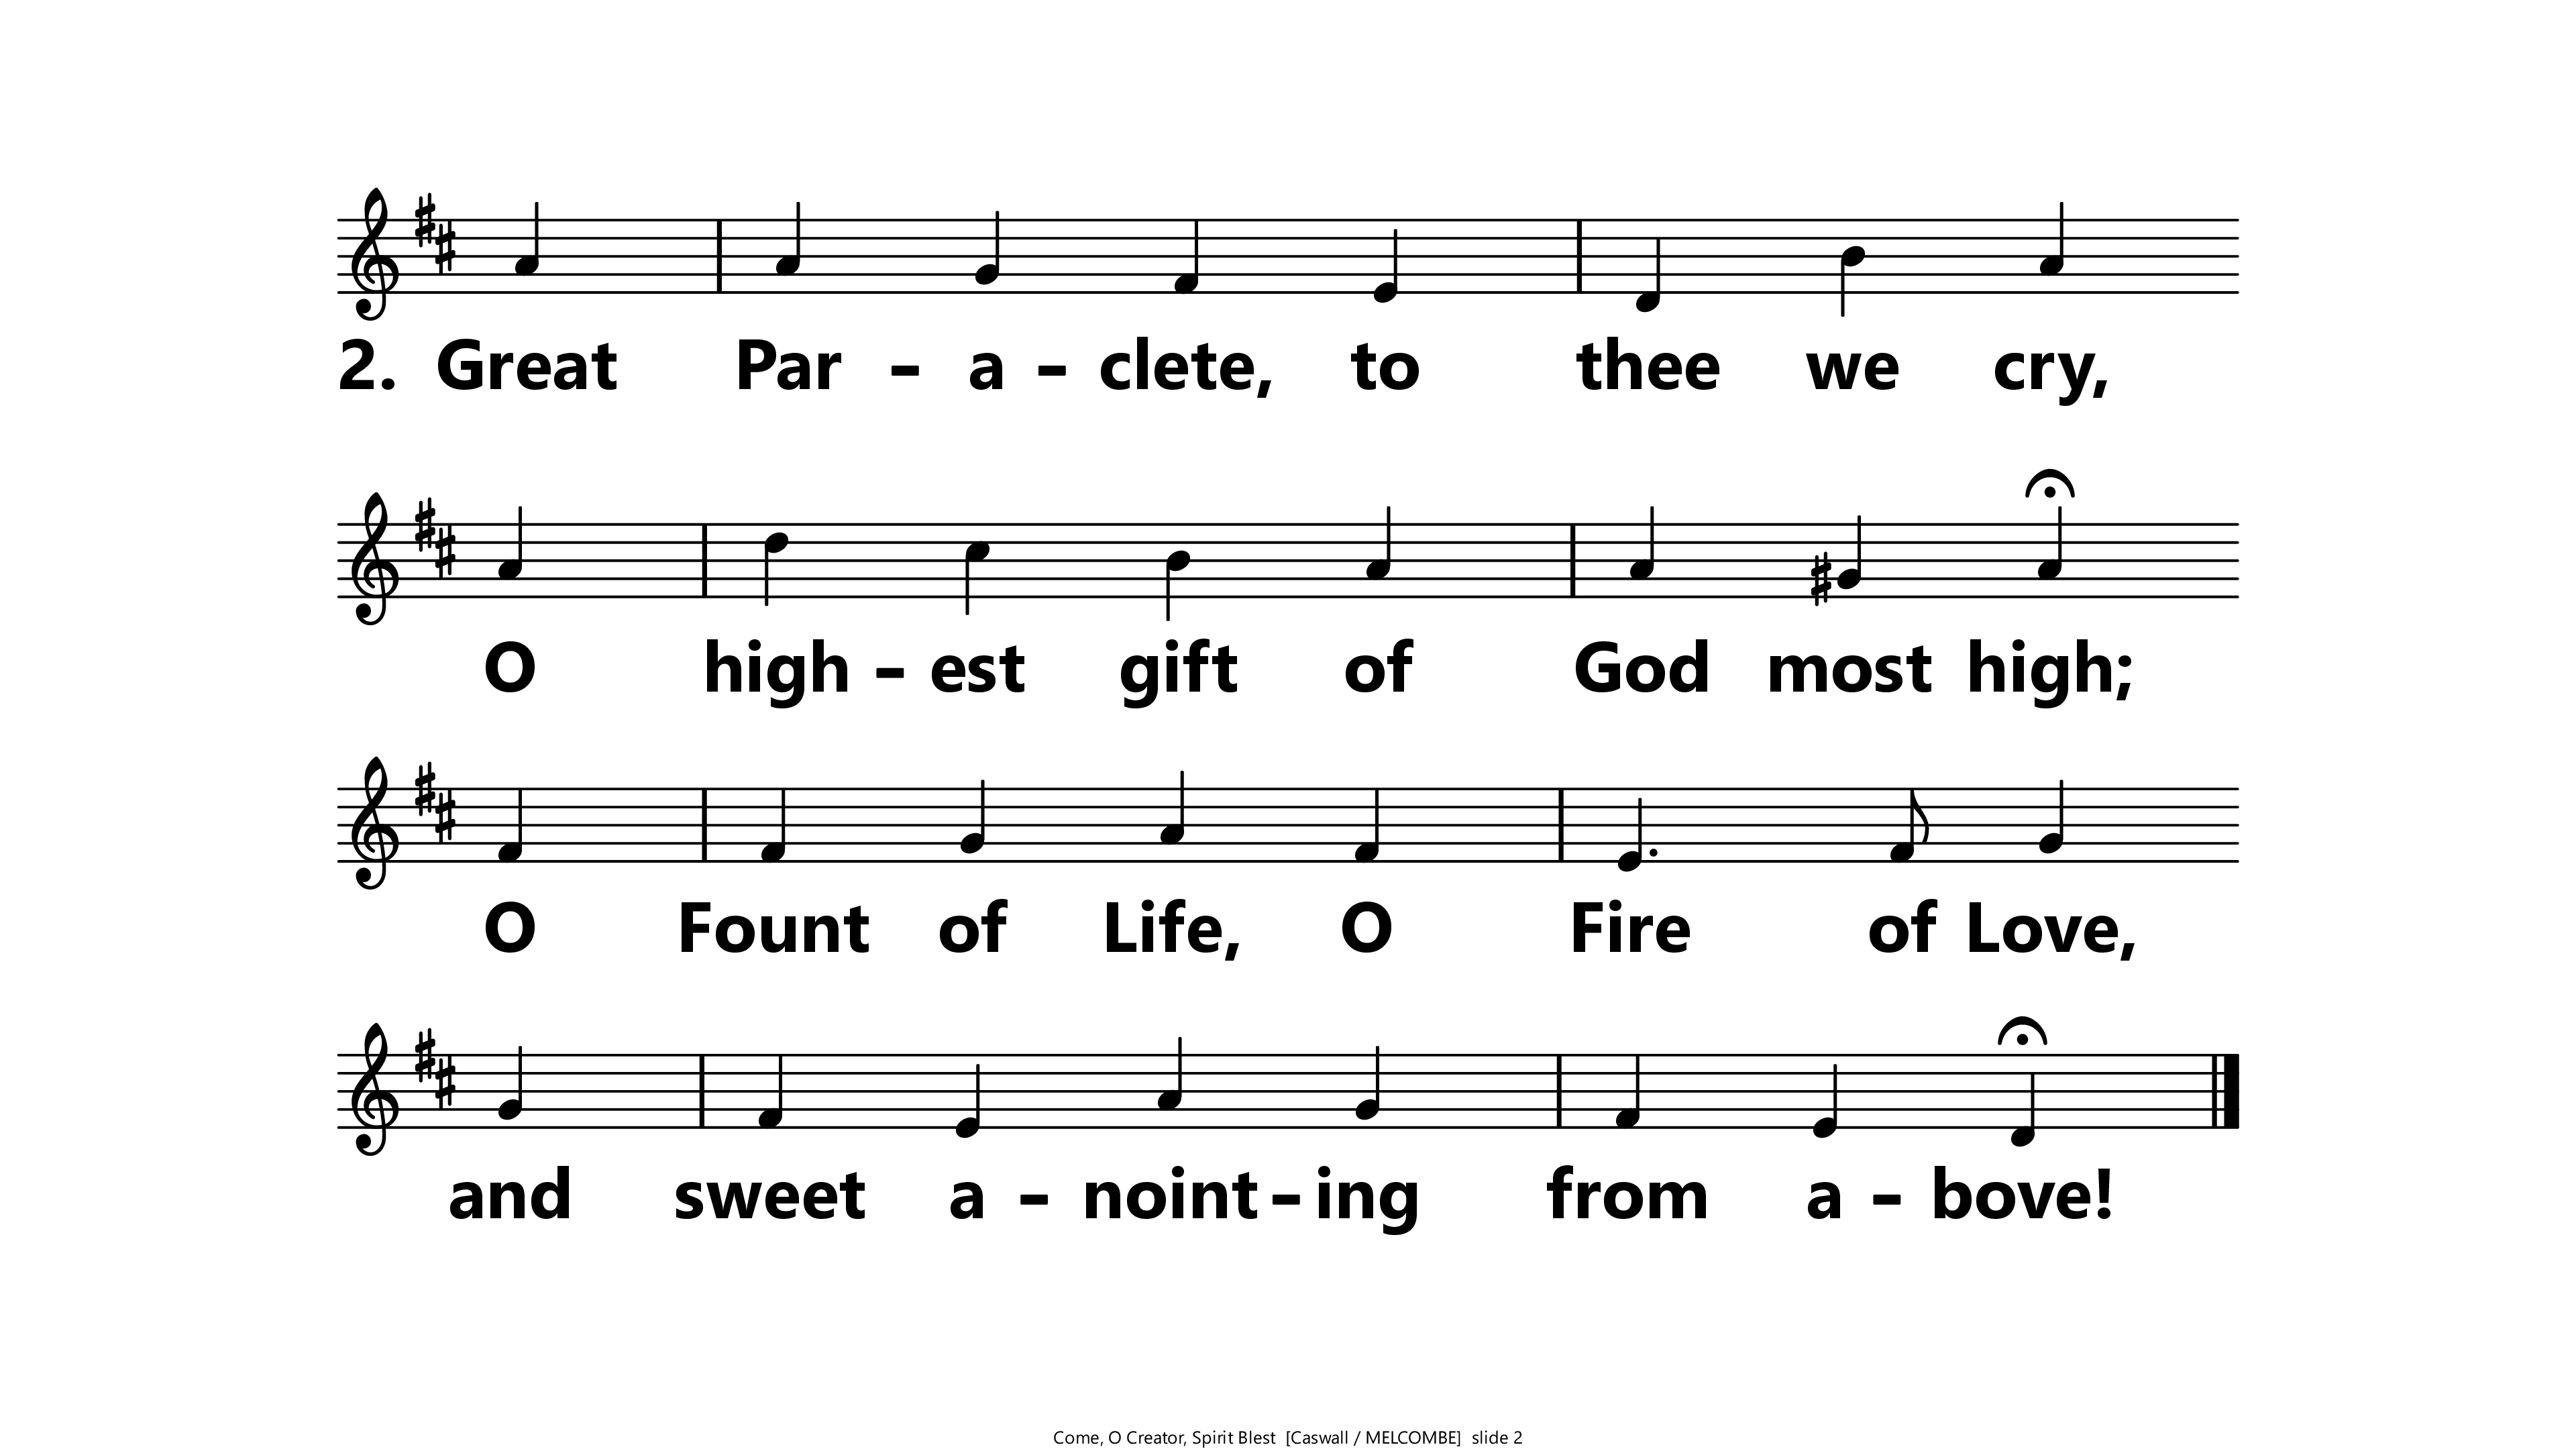 2. Great Par - a - clete, to thee we cry,
O high - est gift of God most high;
O Fount of Life, O Fire of Love,
and sweet a - noint - ing from a - bove!
Come, O Creator, Spirit Blest [Caswall / MELCOMBE] slide 2